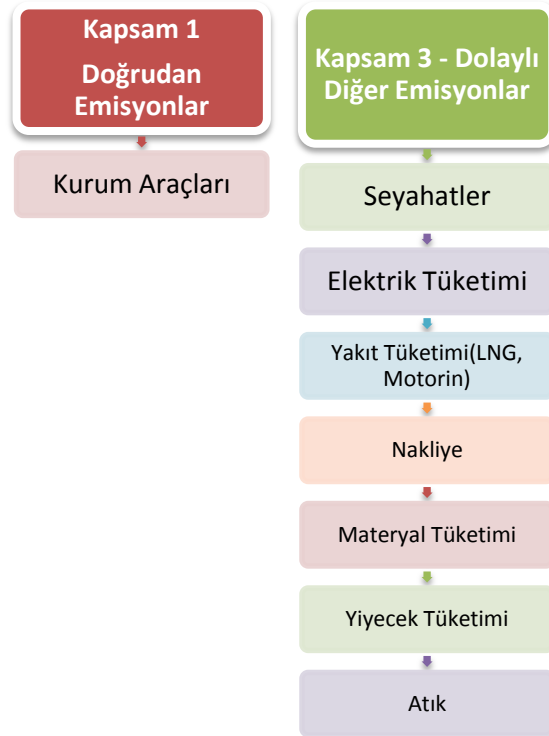 Kapsam 1
Doğrudan
Emisyonlar
Kurum Araçları
Kapsam 3 - Dolaylı
Diğer Emisyonlar
Seyahatler
Elektrik Tüketimi
Yakıt Tüketimi(LNG,
Motorin)
Nakliye
Materyal Tüketimi
Yiyecek Tüketimi
Atık